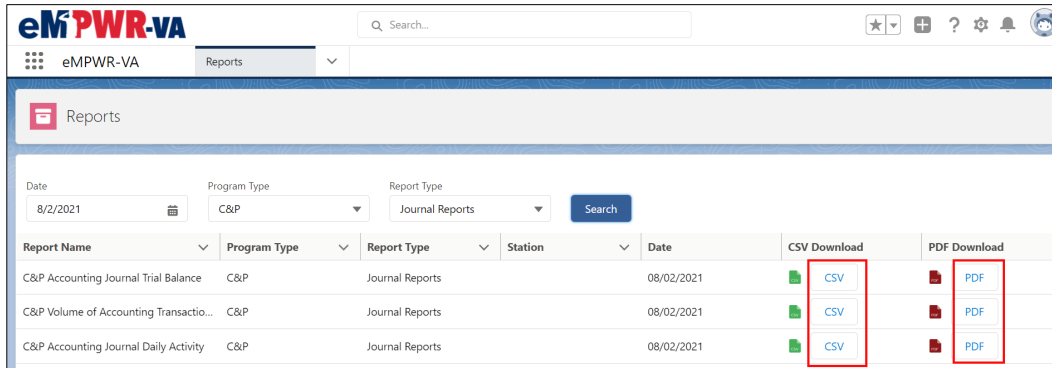 eMPWR-VA
Search...
eMPWR-VA Reports
Reports
Date Program Type Report Type
8/2/2021 C&P Journal Reports Search
Report Name Program Type Report Type Station Date CSV Download PDF Download
C&P Accounting Journal Trial Balance C&P Journal Reports 08/02/2021 CSV PDF
C&P Volume of Accounting Transactio... C&P Journal Reports 08/02/2021 CSV PDF
C&P Accounting Journal Daily Activity C&P Journal Reports 08/02/2021 CSV PDF